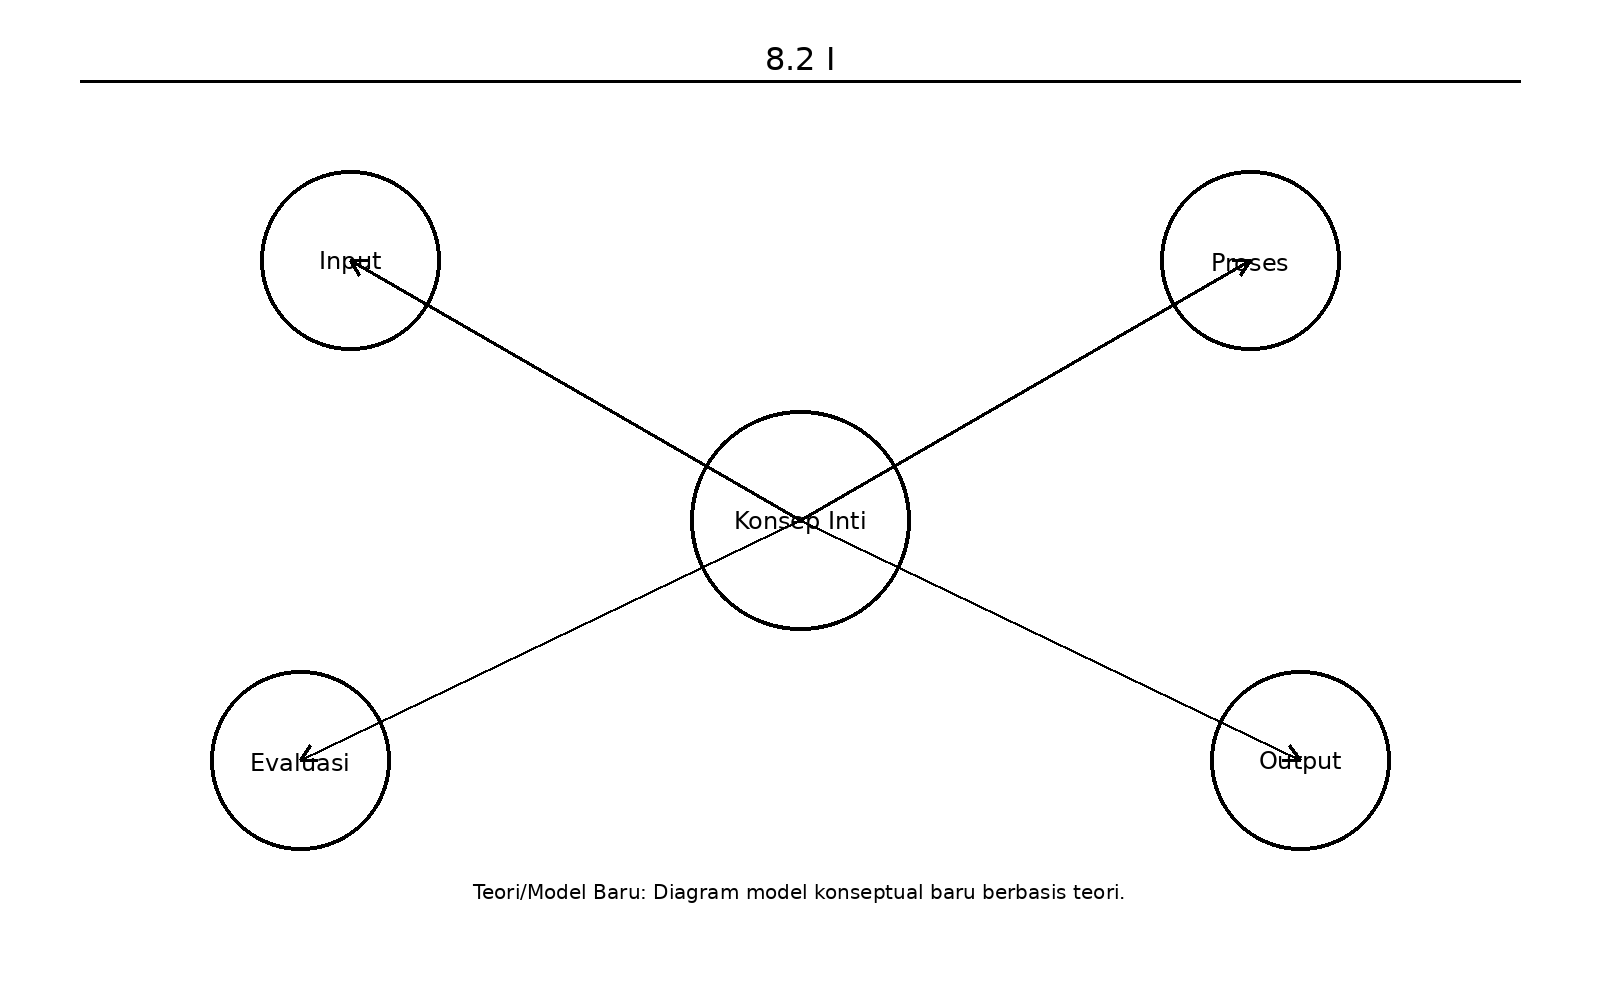 8.2 I
Input
Proses
Konsep Inti
Evaluasi
Output
Teori/Model Baru: Diagram model konseptual baru berbasis teori.